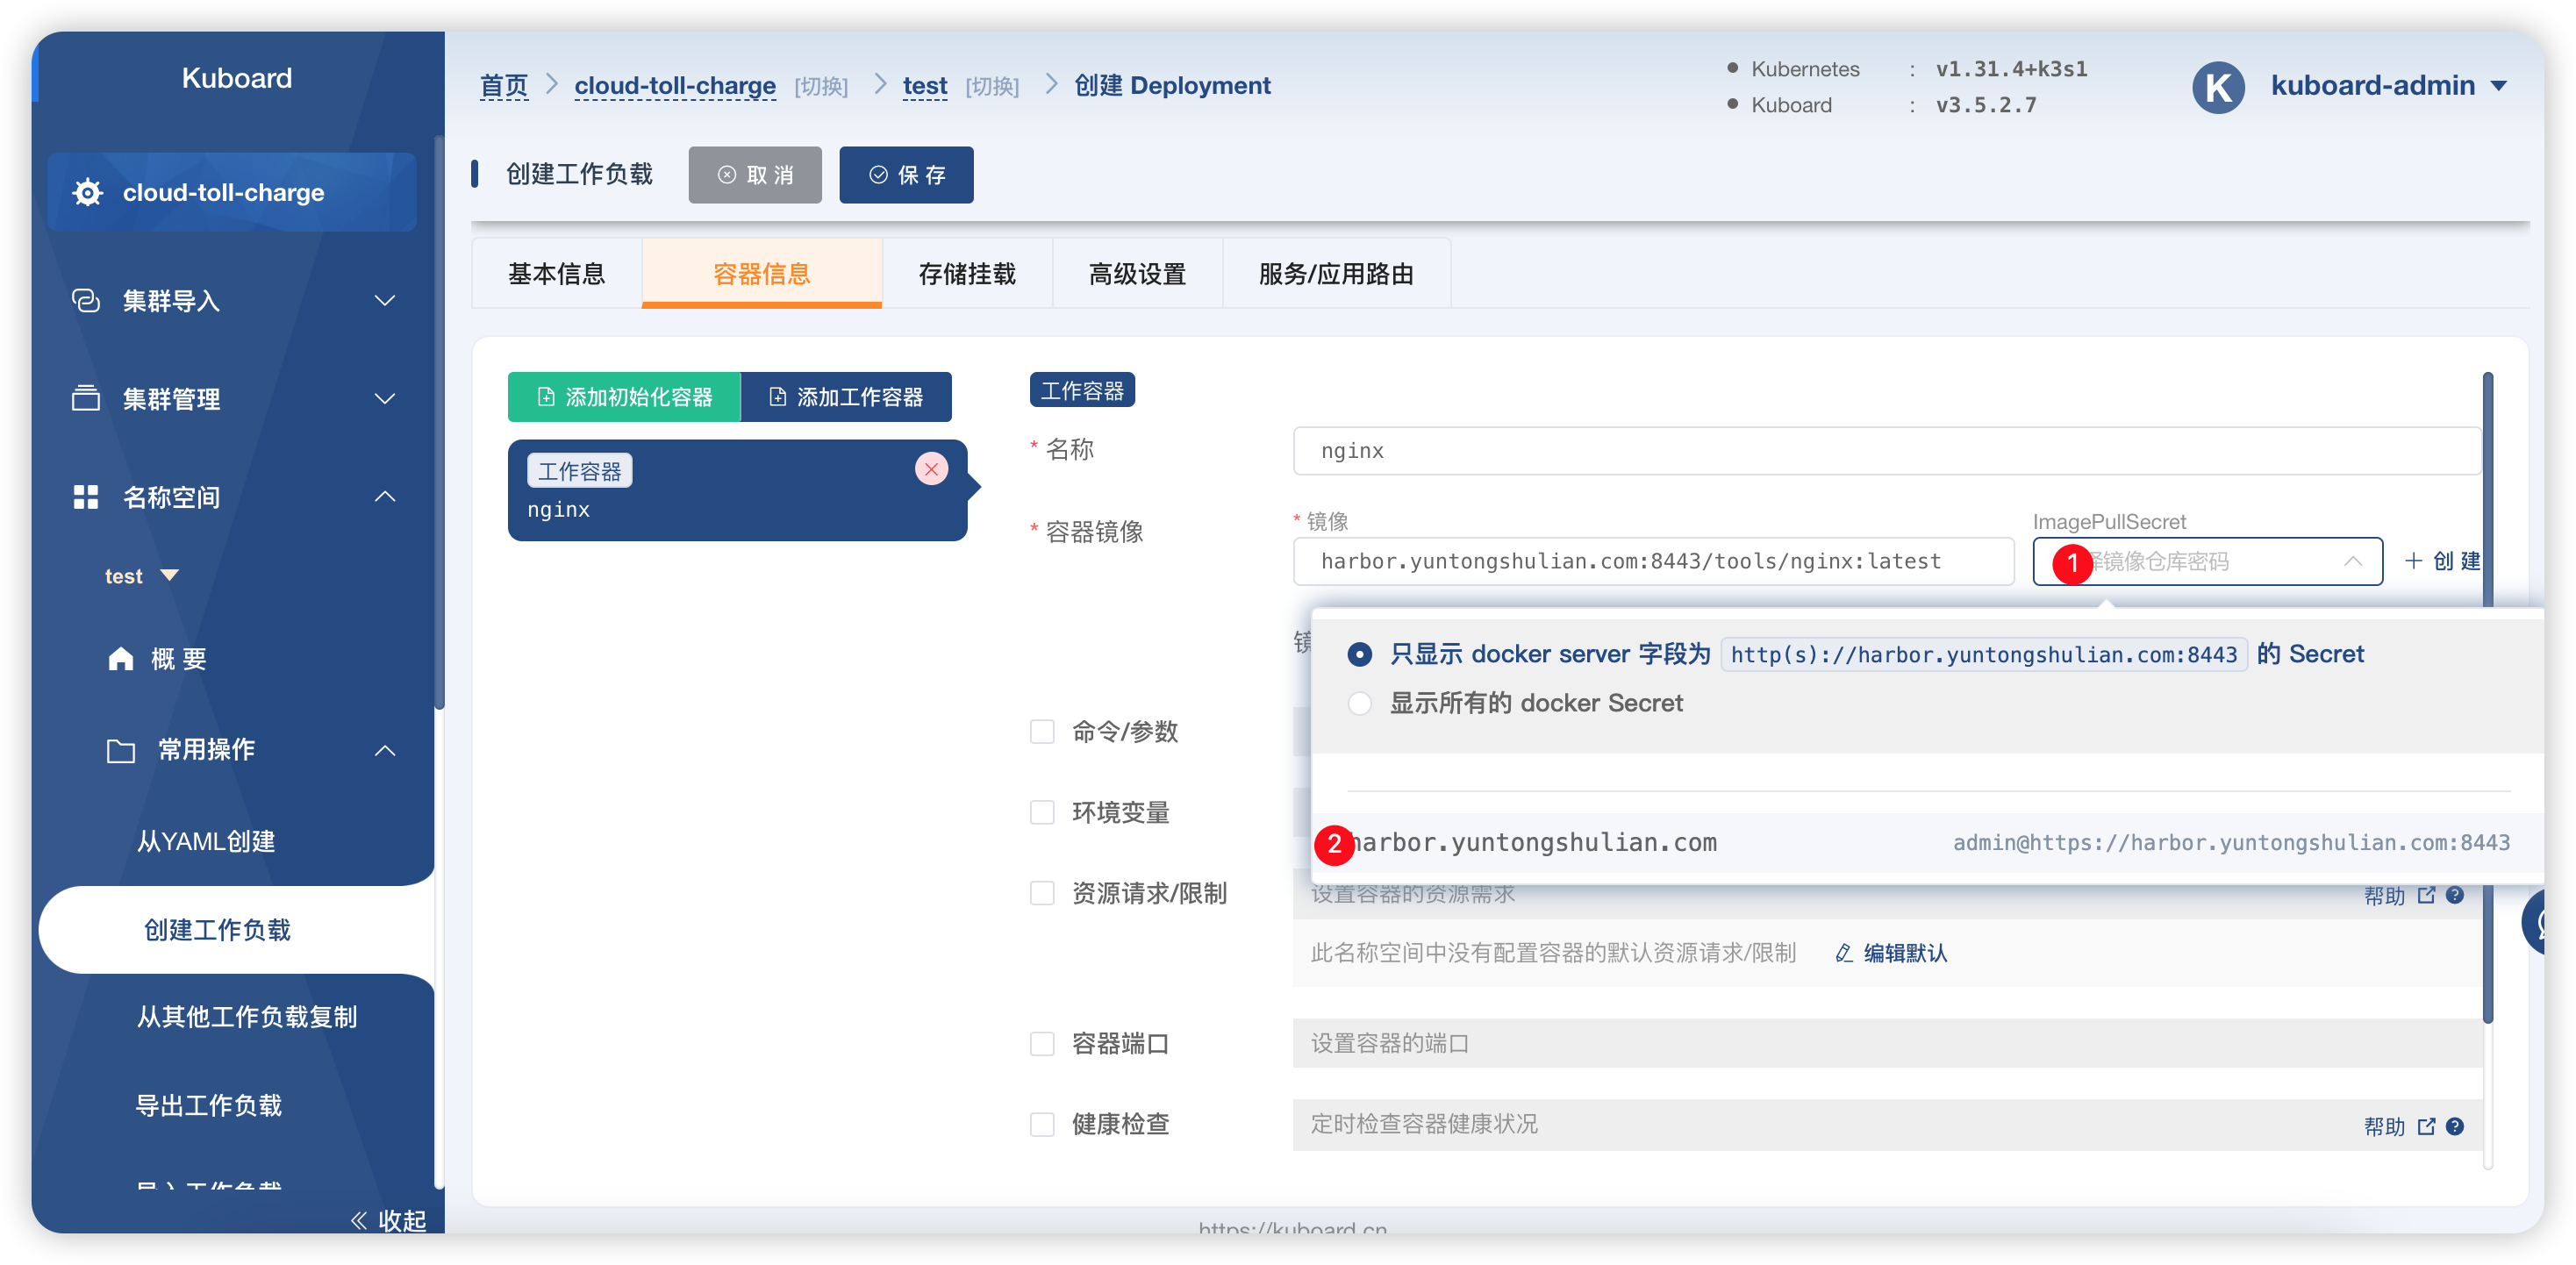 Kuboard
cloud-toll-charge
集群导入
集群管理
名称空间
test
概 要
常用操作
从YAML创建
创建工作负载
从其他工作负载复制
导出工作负载
收起
首页 cloud-toll-charge [切换] test [切换] 创建 Deployment
Kubernetes : v1.31.4+k3s1
Kuboard : v3.5.2.7
K kuboard-admin
创建工作负载 取 消 保 存
基本信息 容器信息 存储挂载 高级设置 服务/应用路由
添加初始化容器 添加工作容器
工作容器
nginx
工作容器
* 名称 nginx
* 容器镜像
* 镜像 ImagePullSecret
harbor.yuntongshulian.com:8443/tools/nginx:latest 1 镜像仓库密码 + 创 建
只显示 docker server 字段为 http(s)://harbor.yuntongshulian.com:8443 的 Secret
显示所有的 docker Secret
2 harbor.yuntongshulian.com admin@https://harbor.yuntongshulian.com:8443
命令/参数
环境变量
资源请求/限制 设置容器的资源需求 帮助
此名称空间中没有配置容器的默认资源请求/限制 编辑默认
容器端口 设置容器的端口
健康检查 定时检查容器健康状况 帮助
https://kuboard.cn